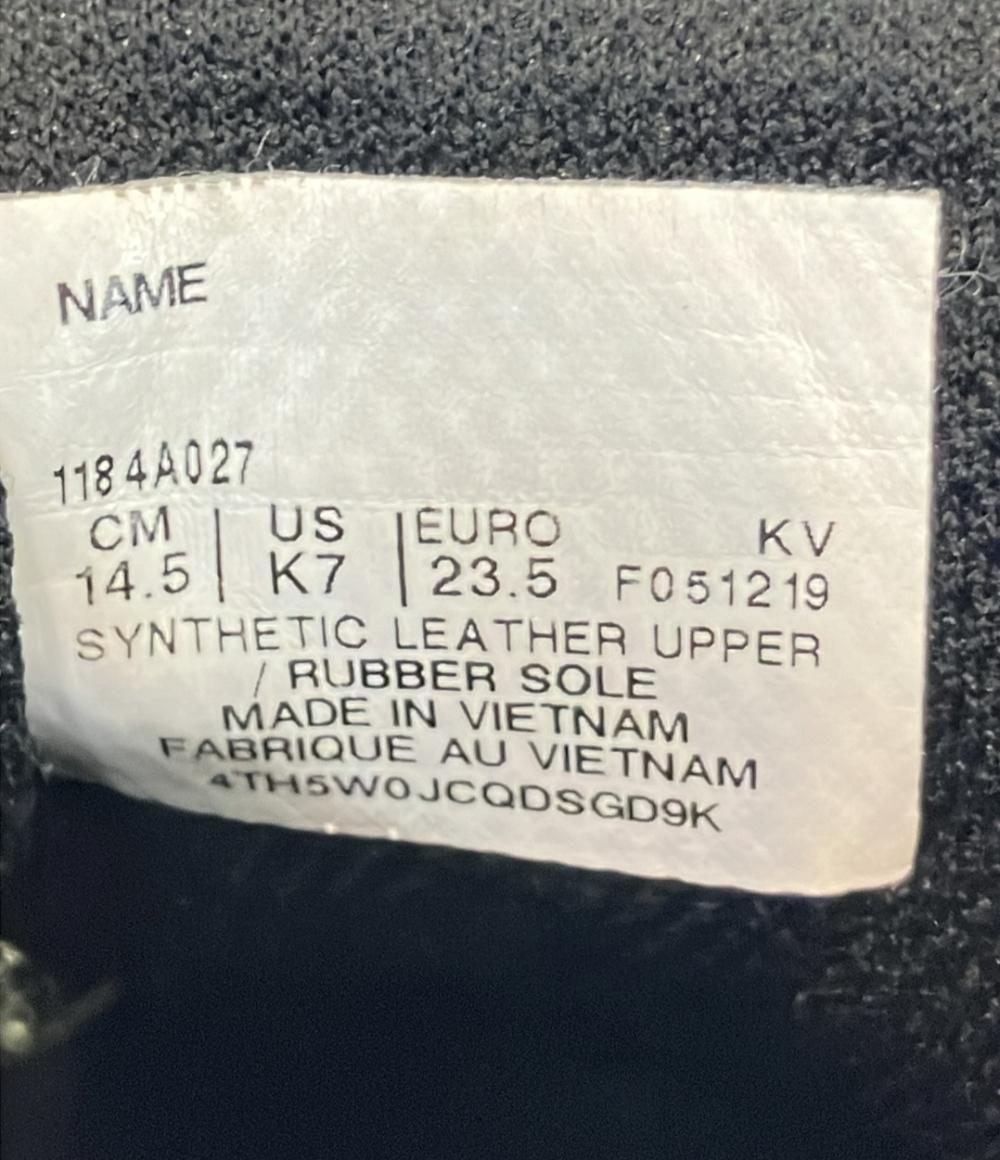 NAME
1184A027
CM | US | EURO KV
14.5 | K7 | 23.5 F051219
SYNTHETIC LEATHER UPPER
/ RUBBER SOLE
MADE IN VIETNAM
FABRIQUE AU VIETNAM
4TH5W0JCQDSGD9K